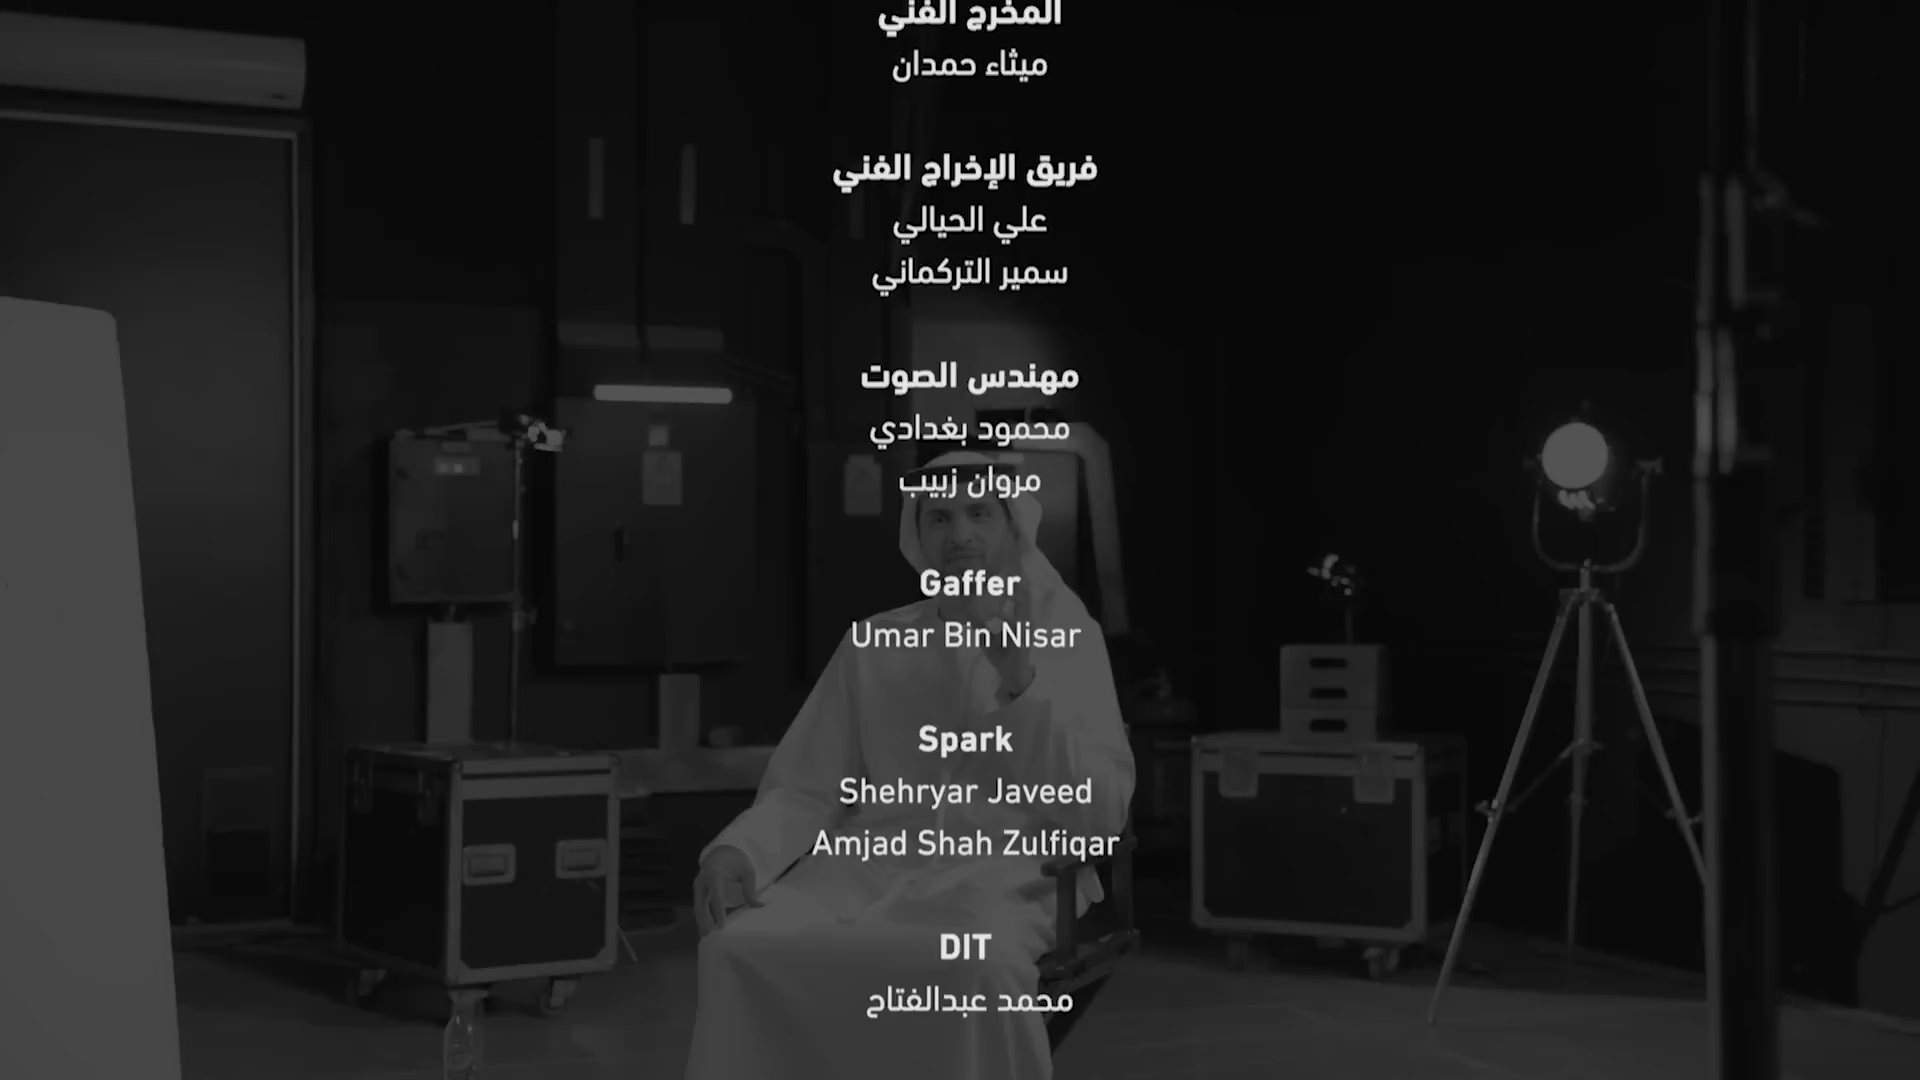 المخرج الفني
ميثاء حمدان
فريق الإخراج الفني
علي الحيالي
سمير التركماني
مهندس الصوت
محمود بغدادي
مروان زبيب
Gaffer
Umar Bin Nisar
Spark
Shehryar Javeed
Amjad Shah Zulfiqar
DIT
محمد عبدالفتاح